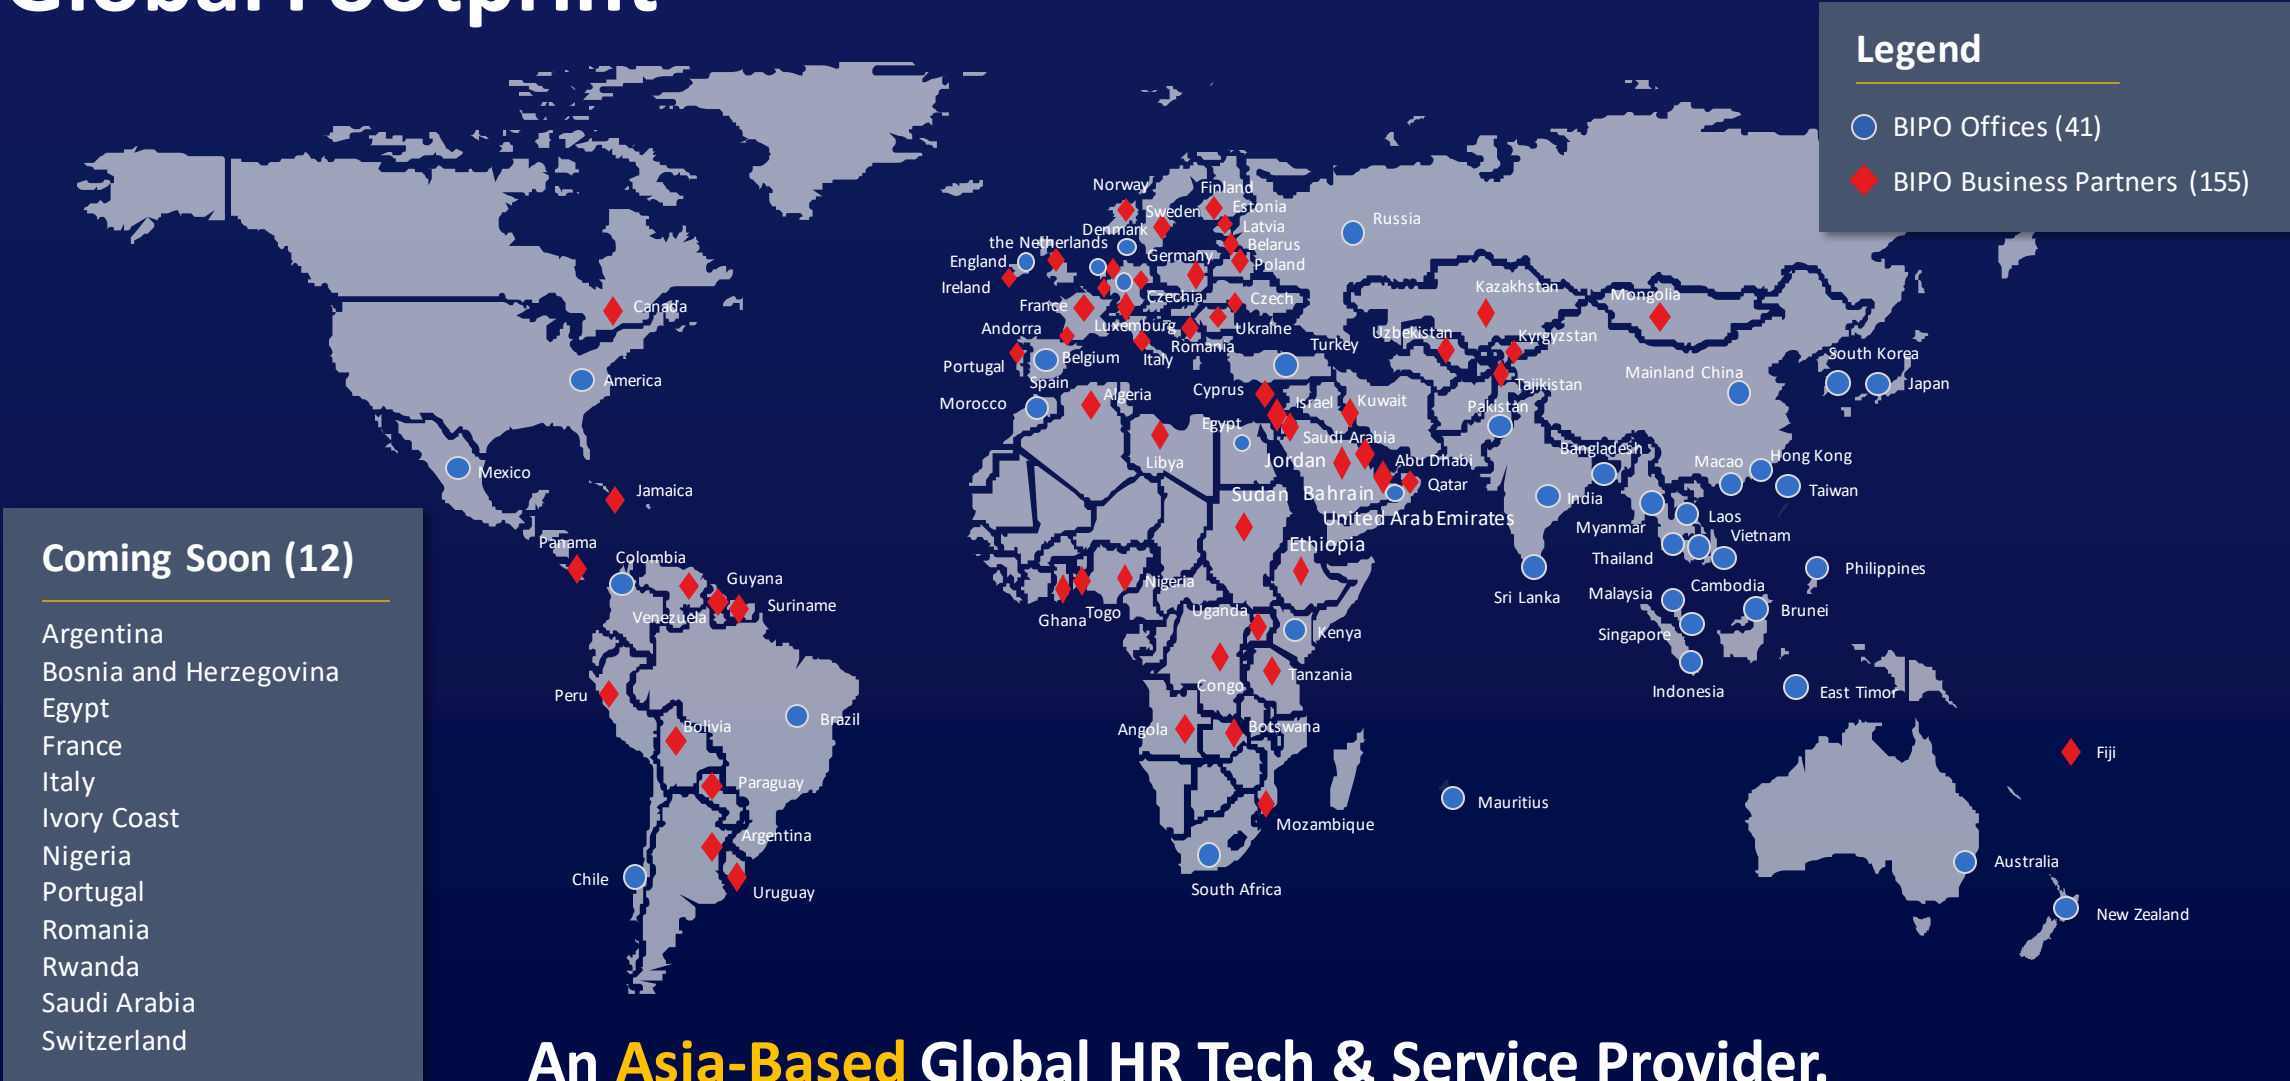 Global Footprint
Legend
BIPO Offices (41)
BIPO Business Partners (155)
Norway
Finland
Sweden
Estonia
Denmark
Latvia
the Netherlands
Belarus
England
Germany
Poland
Ireland
Russia
France
Czechia
Czech
Andorra
Luxemburg
Ukraine
Portugal
Belgium
Italy
Romania
Turkey
Spain
Kazakhstan
Mongolia
Uzbekistan
Kyrgyzstan
Tajikistan
South Korea
Mainland China
Japan
Canada
America
Mexico
Jamaica
Morocco
Algeria
Cyprus
Israel
Kuwait
Pakistan
Egypt
Saudi Arabia
Libya
Jordan
Abu Dhabi
Qatar
Sudan
Bahrain
United Arab Emirates
Ethiopia
Bangladesh
Macao
Hong Kong
Taiwan
India
Myanmar
Laos
Vietnam
Thailand
Philippines
Sri Lanka
Malaysia
Cambodia
Brunei
Singapore
Indonesia
East Timor
Panama
Colombia
Guyana
Suriname
Venezuela
Ghana
Togo
Nigeria
Uganda
Kenya
Congo
Tanzania
Peru
Bolivia
Brazil
Angola
Botswana
Paraguay
Argentina
Chile
Uruguay
Mozambique
South Africa
Mauritius
Fiji
Australia
New Zealand
Coming Soon (12)
Argentina
Bosnia and Herzegovina
Egypt
France
Italy
Ivory Coast
Nigeria
Portugal
Romania
Rwanda
Saudi Arabia
Switzerland
An Asia-Based Global HR Tech & Service Provider.